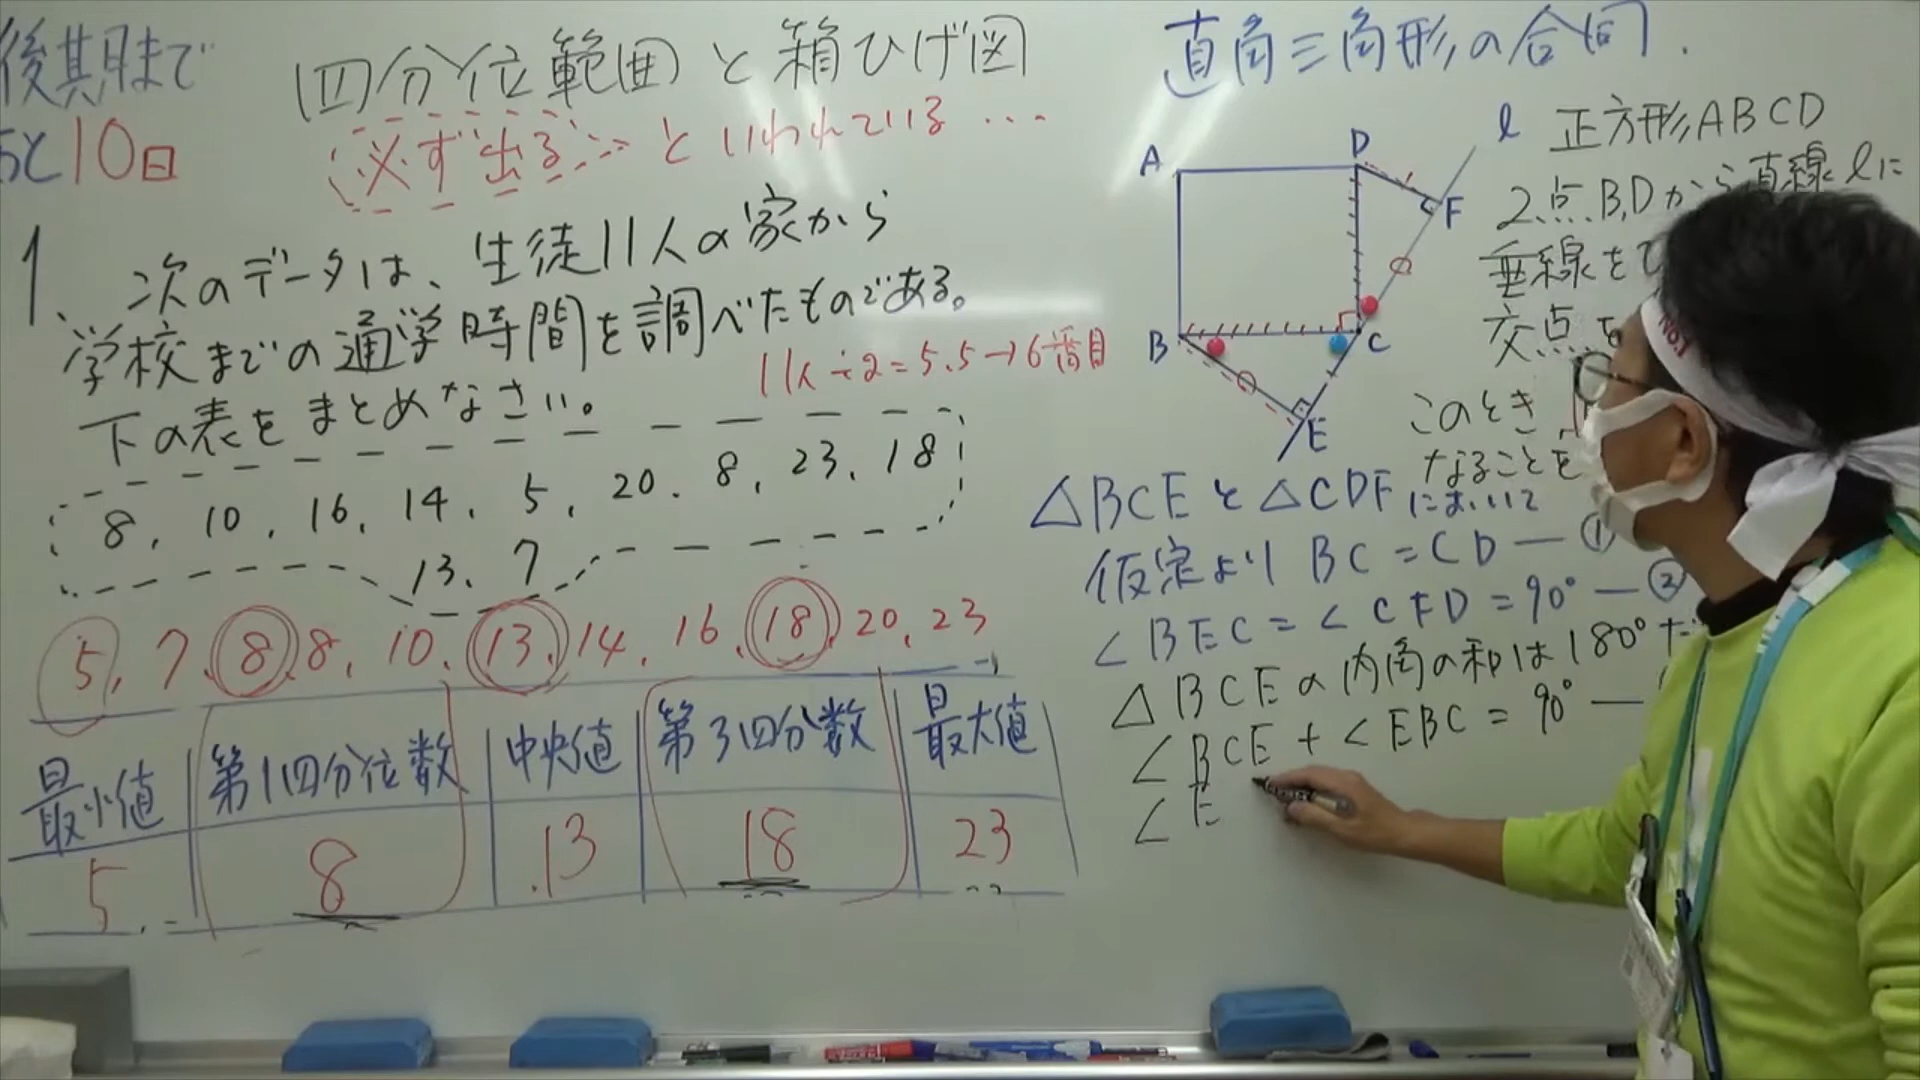 後期まで
あと10日
四分位範囲と箱ひげ図
必ず出る といわれている…
1. 次のデータは、生徒11人の家から
学校までの通学時間を調べたものである。
下の表をまとめなさい。
11人÷2=5.5→6番目
8, 10, 16, 14, 5, 20. 8, 23, 18
13, 7
5, 7, 8, 8, 10, 13, 14, 16, 18, 20, 23
最小値 第1四分位数 中央値 第3四分数 最大値
5 8 13 18 23
直角三角形の合同.
A D l
F
B C
E
正方形ABCD
2点B,Dから直線lに
垂線をひ
交点を
このとき
なることを
△BCEと△CDFにおいて
仮定より BC=CD—①
∠BEC=∠CFD=90°—②
△BCEの内角の和は180°だ
∠BCE+∠EBC=90°—
∠E
No.1